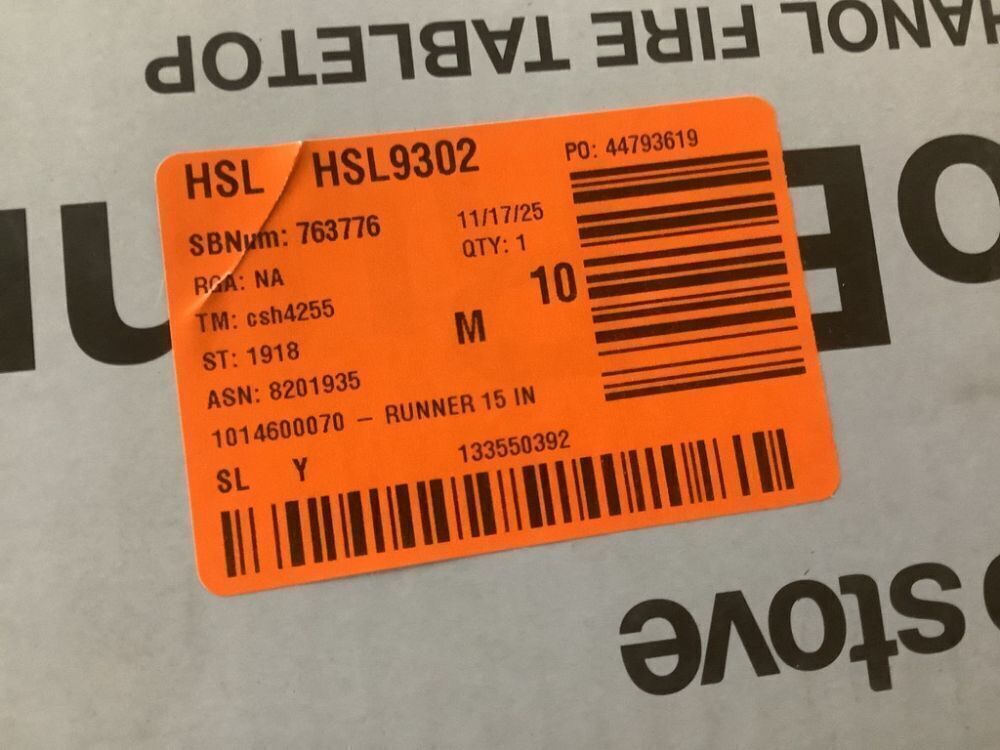 HANOL FIRE TABLETOP
HSL HSL9302
PO: 44793619
SBNum: 763776
11/17/25
RGA: NA
QTY: 1
10
TM: csh4255
M
ST: 1918
ASN: 8201935
1014600070 – RUNNER 15 IN
SL Y
133550392
stove